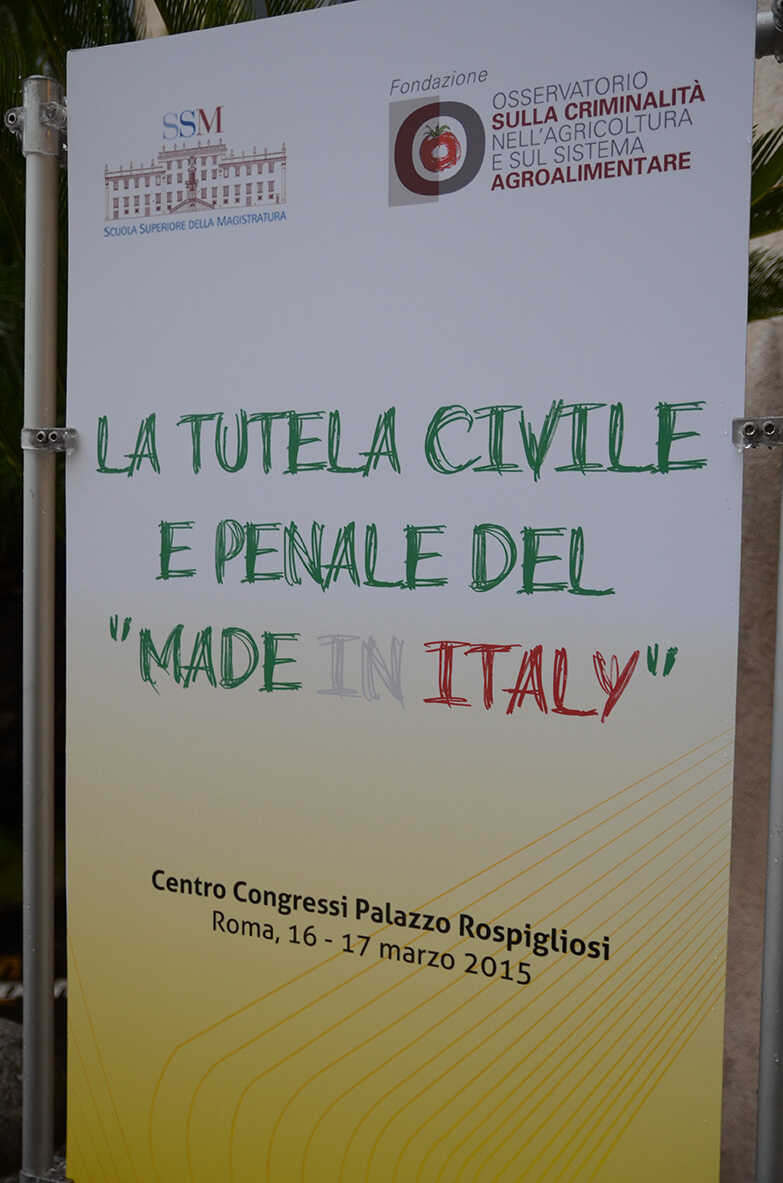 SSM
SCUOLA SUPERIORE DELLA MAGISTRATURA
Fondazione
OSSERVATORIO
SULLA CRIMINALITÀ
NELL'AGRICOLTURA
E SUL SISTEMA
AGROALIMENTARE
LA TUTELA CIVILE
E PENALE DEL
"MADE IN ITALY"
Centro Congressi Palazzo Rospigliosi
Roma, 16 - 17 marzo 2015